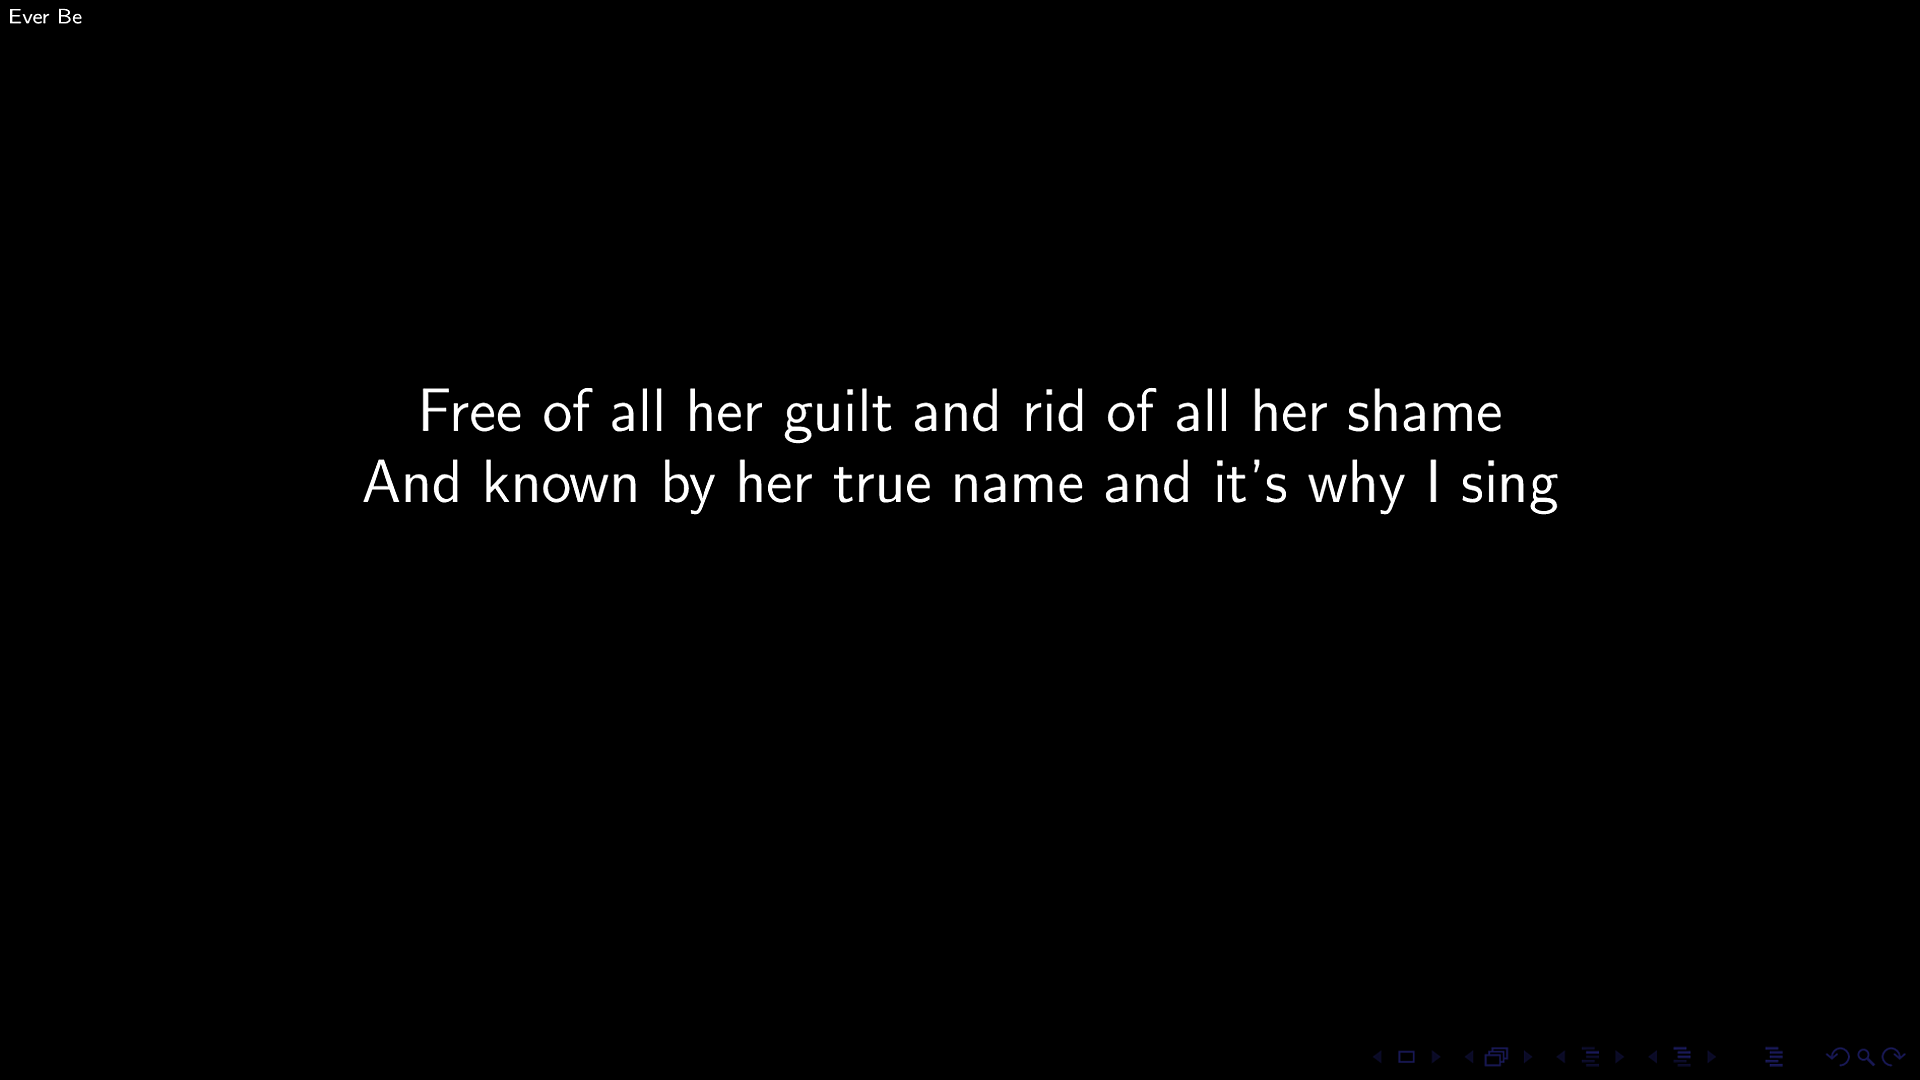 Ever Be
Free of all her guilt and rid of all her shame
And known by her true name and it's why I sing